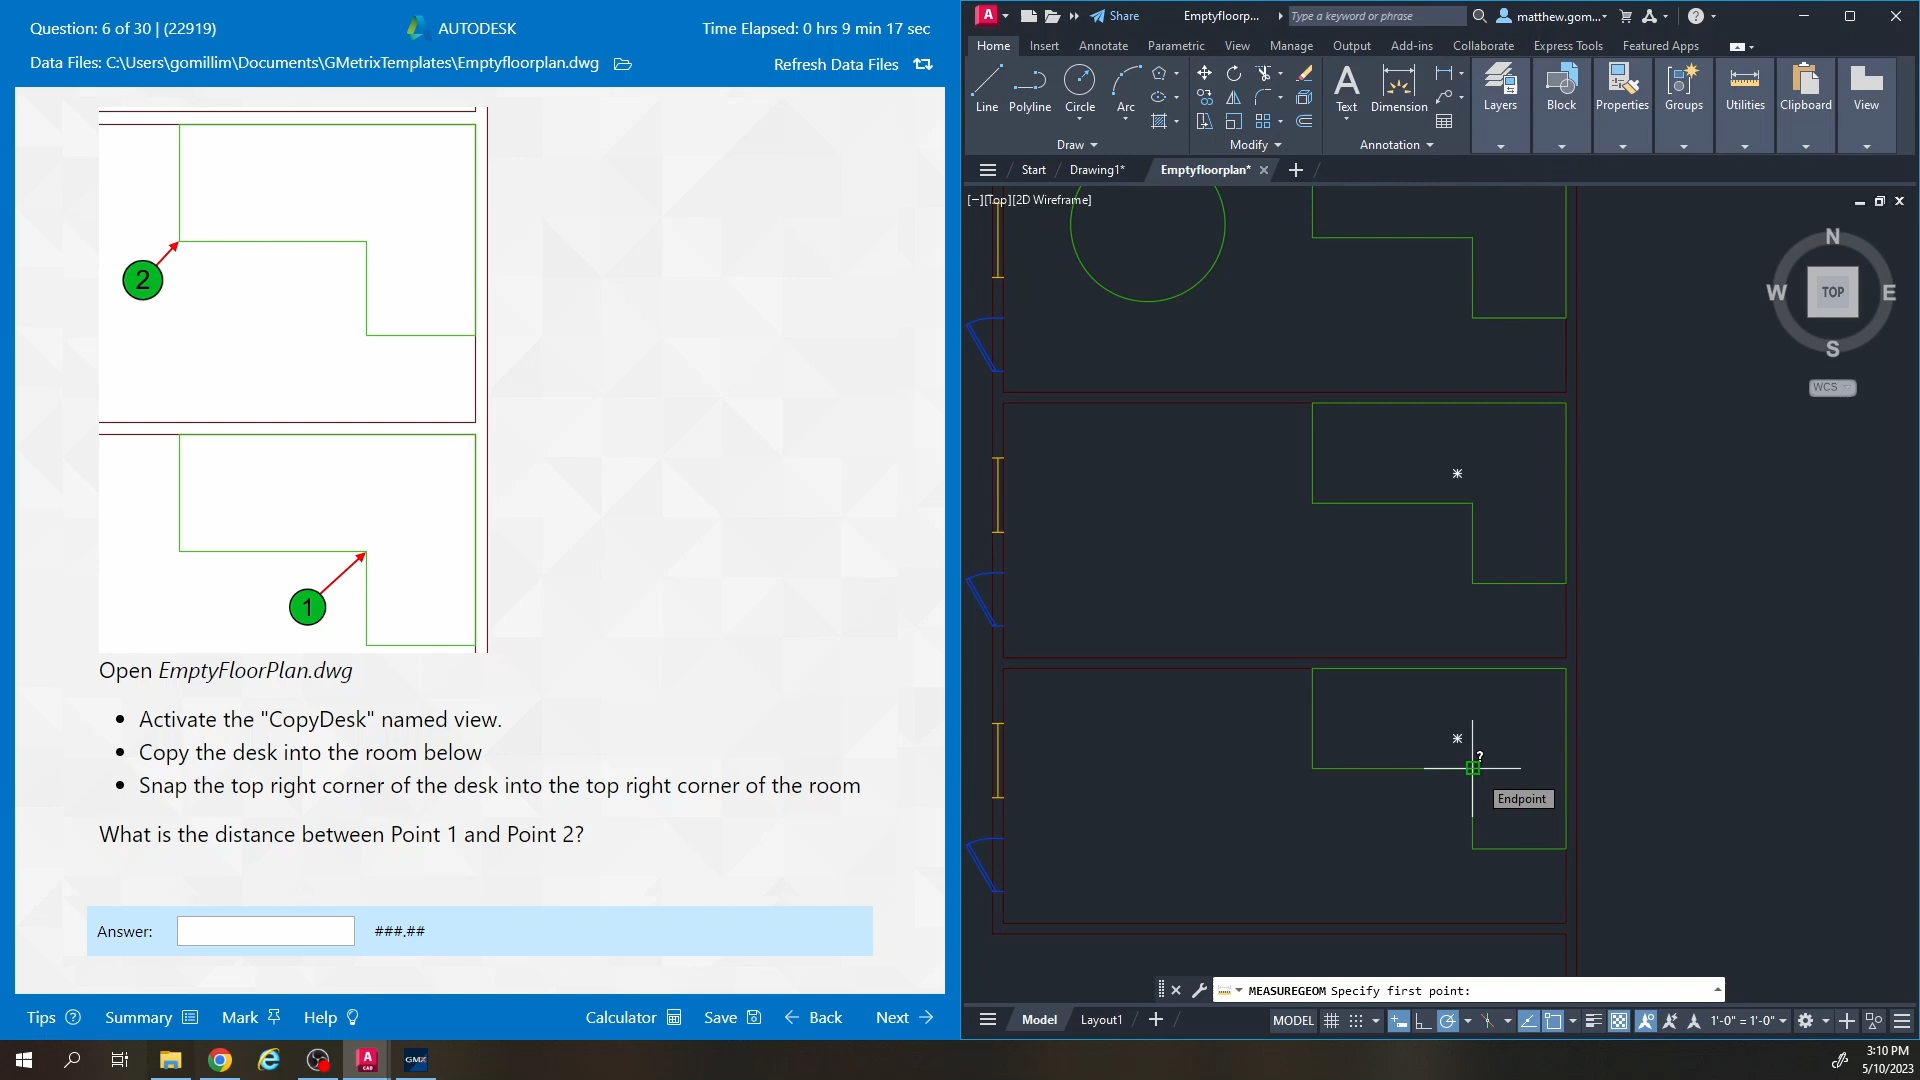 Question: 6 of 30 | (22919)
AUTODESK
Time Elapsed: 0 hrs 9 min 17 sec
Data Files: C:\Users\gomillim\Documents\GMetrixTemplates\Emptyfloorplan.dwg
Refresh Data Files
2
1
Open EmptyFloorPlan.dwg
Activate the "CopyDesk" named view.
Copy the desk into the room below
Snap the top right corner of the desk into the top right corner of the room
What is the distance between Point 1 and Point 2?
Answer:
###.##
Tips
Summary
Mark
Help
Calculator
Save
Back
Next
A
Share
Emptyfloorp...
Type a keyword or phrase
matthew.gom...
Home Insert Annotate Parametric View Manage Output Add-ins Collaborate Express Tools Featured Apps
Line Polyline Circle Arc Text Dimension Layers Block Properties Groups Utilities Clipboard View
Draw Modify Annotation
Start Drawing1* Emptyfloorplan*
[−][Top][2D Wireframe]
N
W TOP E
S
WCS
Endpoint
MEASUREGEOM Specify first point:
Model Layout1
MODEL
1'-0" = 1'-0"
A CAD
GMX
3:10 PM
5/10/2023